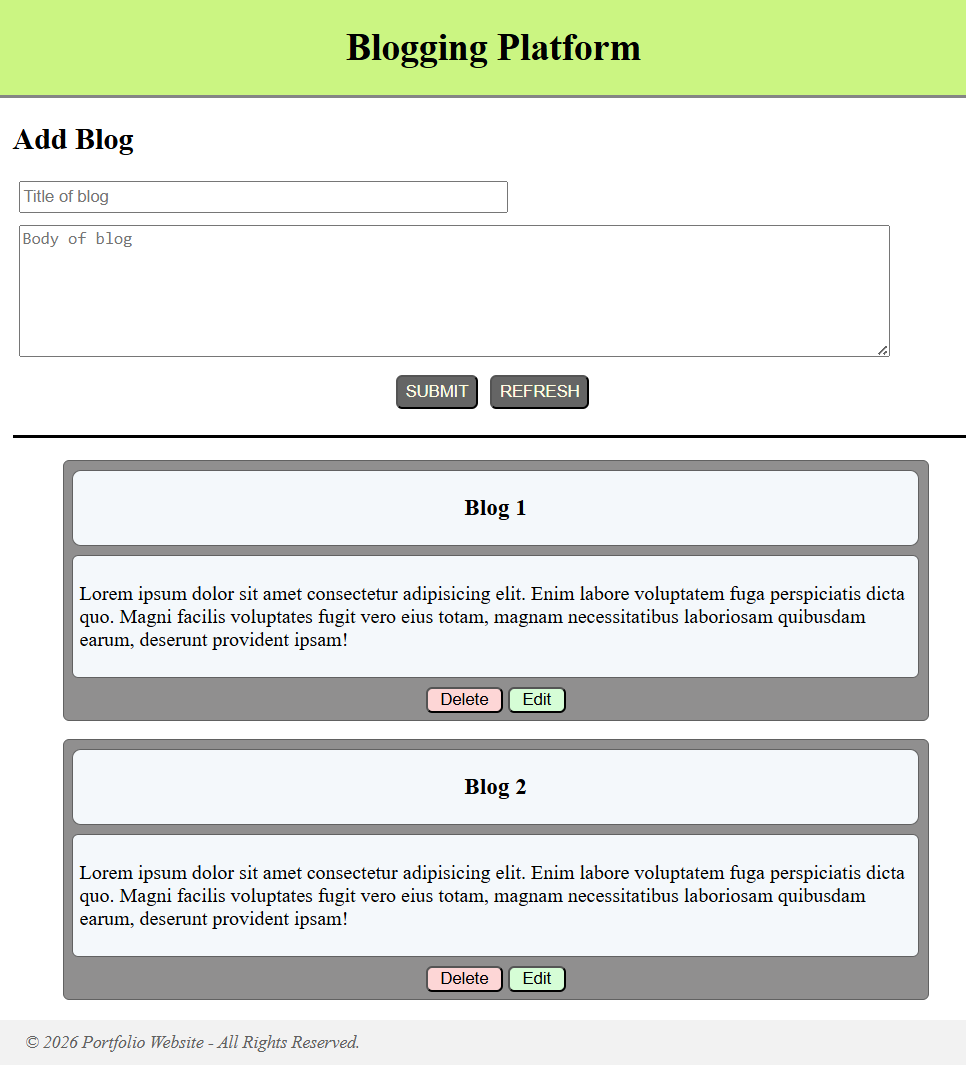 Blogging Platform
Add Blog
Title of blog
Body of blog
SUBMIT REFRESH
Blog 1
Lorem ipsum dolor sit amet consectetur adipisicing elit. Enim labore voluptatem fuga perspiciatis dicta
quo. Magni facilis voluptates fugit vero eius totam, magnam necessitatibus laboriosam quibusdam
earum, deserunt provident ipsam!
Delete Edit
Blog 2
Lorem ipsum dolor sit amet consectetur adipisicing elit. Enim labore voluptatem fuga perspiciatis dicta
quo. Magni facilis voluptates fugit vero eius totam, magnam necessitatibus laboriosam quibusdam
earum, deserunt provident ipsam!
Delete Edit
© 2026 Portfolio Website - All Rights Reserved.